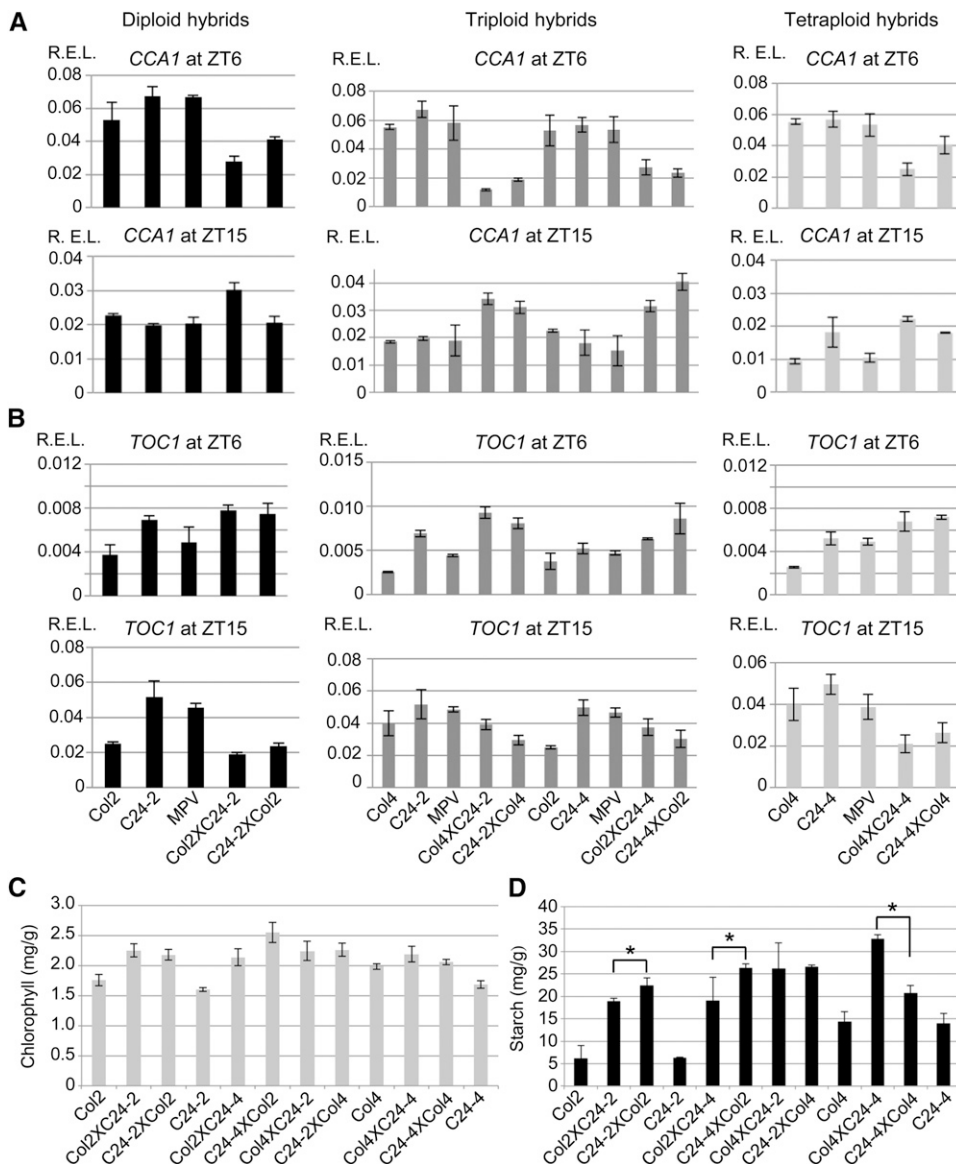 Diploid hybrids Triploid hybrids Tetraploid hybrids
A
R.E.L. CCA1 at ZT6 R.E.L. CCA1 at ZT6 R. E.L. CCA1 at ZT6
0.08 0.08 0.08
0.06 0.06 0.06
0.04 0.04 0.04
0.02 0.02 0.02
0 0 0
R. E.L. CCA1 at ZT15 R.E.L. CCA1 at ZT15 R. E.L. CCA1 at ZT15
0.04 0.04 0.04
0.03 0.03 0.03
0.02 0.02 0.02
0.01 0.01 0.01
0 0 0
B
R.E.L. TOC1 at ZT6 R.E.L. TOC1 at ZT6 R.E.L. TOC1 at ZT6
0.012 0.015 0.012
0.008 0.010 0.008
0.004 0.005 0.004
0 0 0
R.E.L. TOC1 at ZT15 R.E.L. TOC1 at ZT15 R.E.L. TOC1 at ZT15
0.08 0.08 0.06
0.06 0.06 0.04
0.04 0.04 0.02
0.02 0.02 0
0 0
Col2 C24-2 MPV Col2XC24-2 C24-2XCol2
Col4 C24-2 MPV Col4XC24-2 C24-2XCol4 Col2 C24-4 MPV Col2XC24-4 C24-4XCol2
Col4 C24-4 MPV Col4XC24-4 C24-4XCol4
C
Chlorophyll (mg/g)
3.0
2.5
2.0
1.5
1.0
0.5
0
Col2 Col2XC24-2 C24-2XCol2 C24-2 Col2XC24-4 C24-4XCol2 Col4XC24-2 C24-2XCol4 Col4 Col4XC24-4 C24-4XCol4 C24-4
D
Starch (mg/g)
40
35
30
25
20
15
10
5
0
* * *
Col2 Col2XC24-2 C24-2XCol2 C24-2 Col2XC24-4 C24-4XCol2 Col4XC24-2 C24-2XCol4 Col4 Col4XC24-4 C24-4XCol4 C24-4